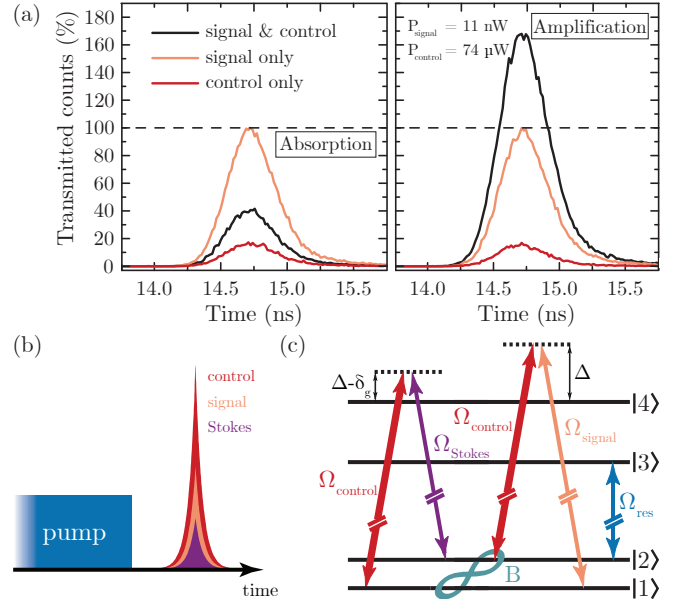 (a)
Transmitted counts (%)
180
160
140
120
100
80
60
40
20
0
signal & control
signal only
control only
Absorption
14.0 14.5 15.0 15.5
Time (ns)
P_signal = 11 nW
P_control = 74 µW
Amplification
14.0 14.5 15.0 15.5
Time (ns)
(b)
control
signal
Stokes
pump
time
(c)
Δ-δ_g
Δ
|4⟩
Ω_control
Ω_signal
Ω_Stokes
|3⟩
Ω_control
Ω_res
|2⟩
B
|1⟩